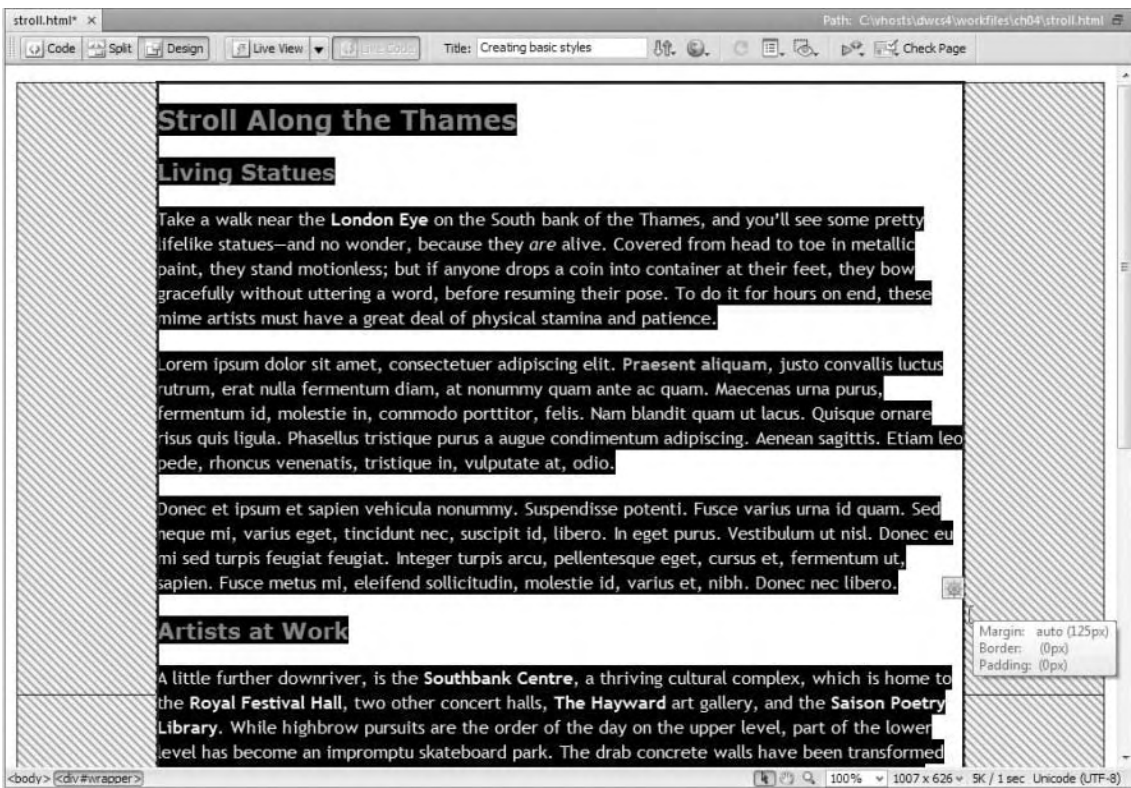 stroll.html* ×
Path: C:\vhosts\dwcs4\workfiles\ch04\stroll.html
Code Split Design Live View Live Code Title: Creating basic styles Check Page
Stroll Along the Thames
Living Statues
Take a walk near the London Eye on the South bank of the Thames, and you’ll see some pretty
lifelike statues—and no wonder, because they are alive. Covered from head to toe in metallic
paint, they stand motionless; but if anyone drops a coin into container at their feet, they bow
gracefully without uttering a word, before resuming their pose. To do it for hours on end, these
mime artists must have a great deal of physical stamina and patience.
Lorem ipsum dolor sit amet, consectetuer adipiscing elit. Praesent aliquam, justo convallis luctus
rutrum, erat nulla fermentum diam, at nonummy quam ante ac quam. Maecenas urna purus,
fermentum id, molestie in, commodo porttitor, felis. Nam blandit quam ut lacus. Quisque ornare
risus quis ligula. Phasellus tristique purus a augue condimentum adipiscing. Aenean sagittis. Etiam leo
pede, rhoncus venenatis, tristique in, vulputate at, odio.
Donec et ipsum et sapien vehicula nonummy. Suspendisse potenti. Fusce varius urna id quam. Sed
neque mi, varius eget, tincidunt nec, suscipit id, libero. In eget purus. Vestibulum ut nisl. Donec eu
mi sed turpis feugiat feugiat. Integer turpis arcu, pellentesque eget, cursus et, fermentum ut,
sapien. Fusce metus mi, eleifend sollicitudin, molestie id, varius et, nibh. Donec nec libero.
Margin: auto (125px)
Border: (0px)
Padding: (0px)
Artists at Work
A little further downriver, is the Southbank Centre, a thriving cultural complex, which is home to
the Royal Festival Hall, two other concert halls, The Hayward art gallery, and the Saison Poetry
Library. While highbrow pursuits are the order of the day on the upper level, part of the lower
level has become an impromptu skateboard park. The drab concrete walls have been transformed
<body> <div#wrapper> 100% 1007 x 626 5K / 1 sec Unicode (UTF-8)